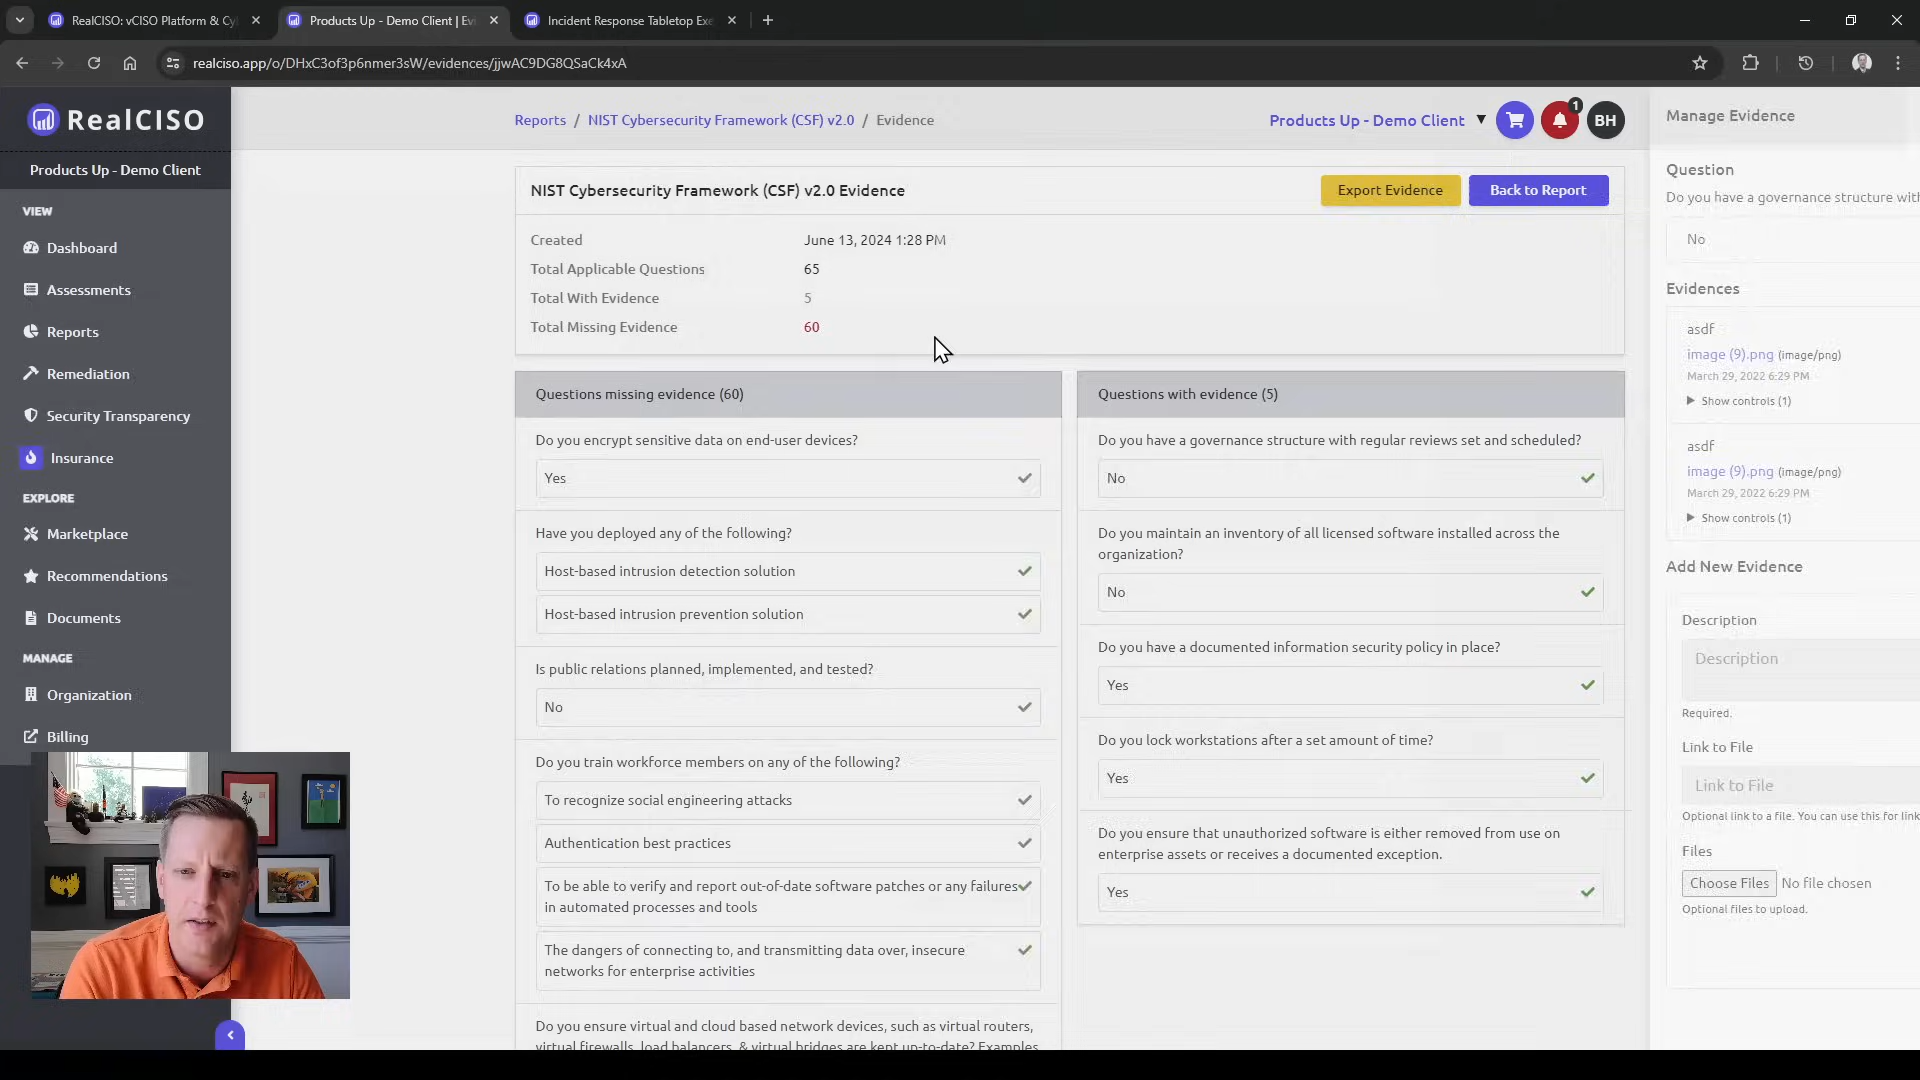 RealCISO: vCISO Platform & Cy
Products Up - Demo Client | Evi
Incident Response Tabletop Exe
realciso.app/o/DHxC3of3p6nmer3sW/evidences/jjwAC9DG8QSaCk4xA
RealCISO
Products Up - Demo Client
VIEW
Dashboard
Assessments
Reports
Remediation
Security Transparency
Insurance
EXPLORE
Marketplace
Recommendations
Documents
MANAGE
Organization
Billing
Reports / NIST Cybersecurity Framework (CSF) v2.0 / Evidence
Products Up - Demo Client
1
BH
NIST Cybersecurity Framework (CSF) v2.0 Evidence
Export Evidence
Back to Report
Created June 13, 2024 1:28 PM
Total Applicable Questions 65
Total With Evidence 5
Total Missing Evidence 60
Questions missing evidence (60)
Do you encrypt sensitive data on end-user devices?
Yes
Have you deployed any of the following?
Host-based intrusion detection solution
Host-based intrusion prevention solution
Is public relations planned, implemented, and tested?
No
Do you train workforce members on any of the following?
To recognize social engineering attacks
Authentication best practices
To be able to verify and report out-of-date software patches or any failures
in automated processes and tools
The dangers of connecting to, and transmitting data over, insecure
networks for enterprise activities
Do you ensure virtual and cloud based network devices, such as virtual routers,
virtual firewalls, load balancers, & virtual bridges are kept up-to-date? Examples
Questions with evidence (5)
Do you have a governance structure with regular reviews set and scheduled?
No
Do you maintain an inventory of all licensed software installed across the
organization?
No
Do you have a documented information security policy in place?
Yes
Do you lock workstations after a set amount of time?
Yes
Do you ensure that unauthorized software is either removed from use on
enterprise assets or receives a documented exception.
Yes
Manage Evidence
Question
Do you have a governance structure with
No
Evidences
asdf
image (9).png (image/png)
March 29, 2022 6:29 PM
Show controls (1)
asdf
image (9).png (image/png)
March 29, 2022 6:29 PM
Show controls (1)
Add New Evidence
Description
Description
Required.
Link to File
Link to File
Optional link to a file. You can use this for link
Files
Choose Files No file chosen
Optional files to upload.